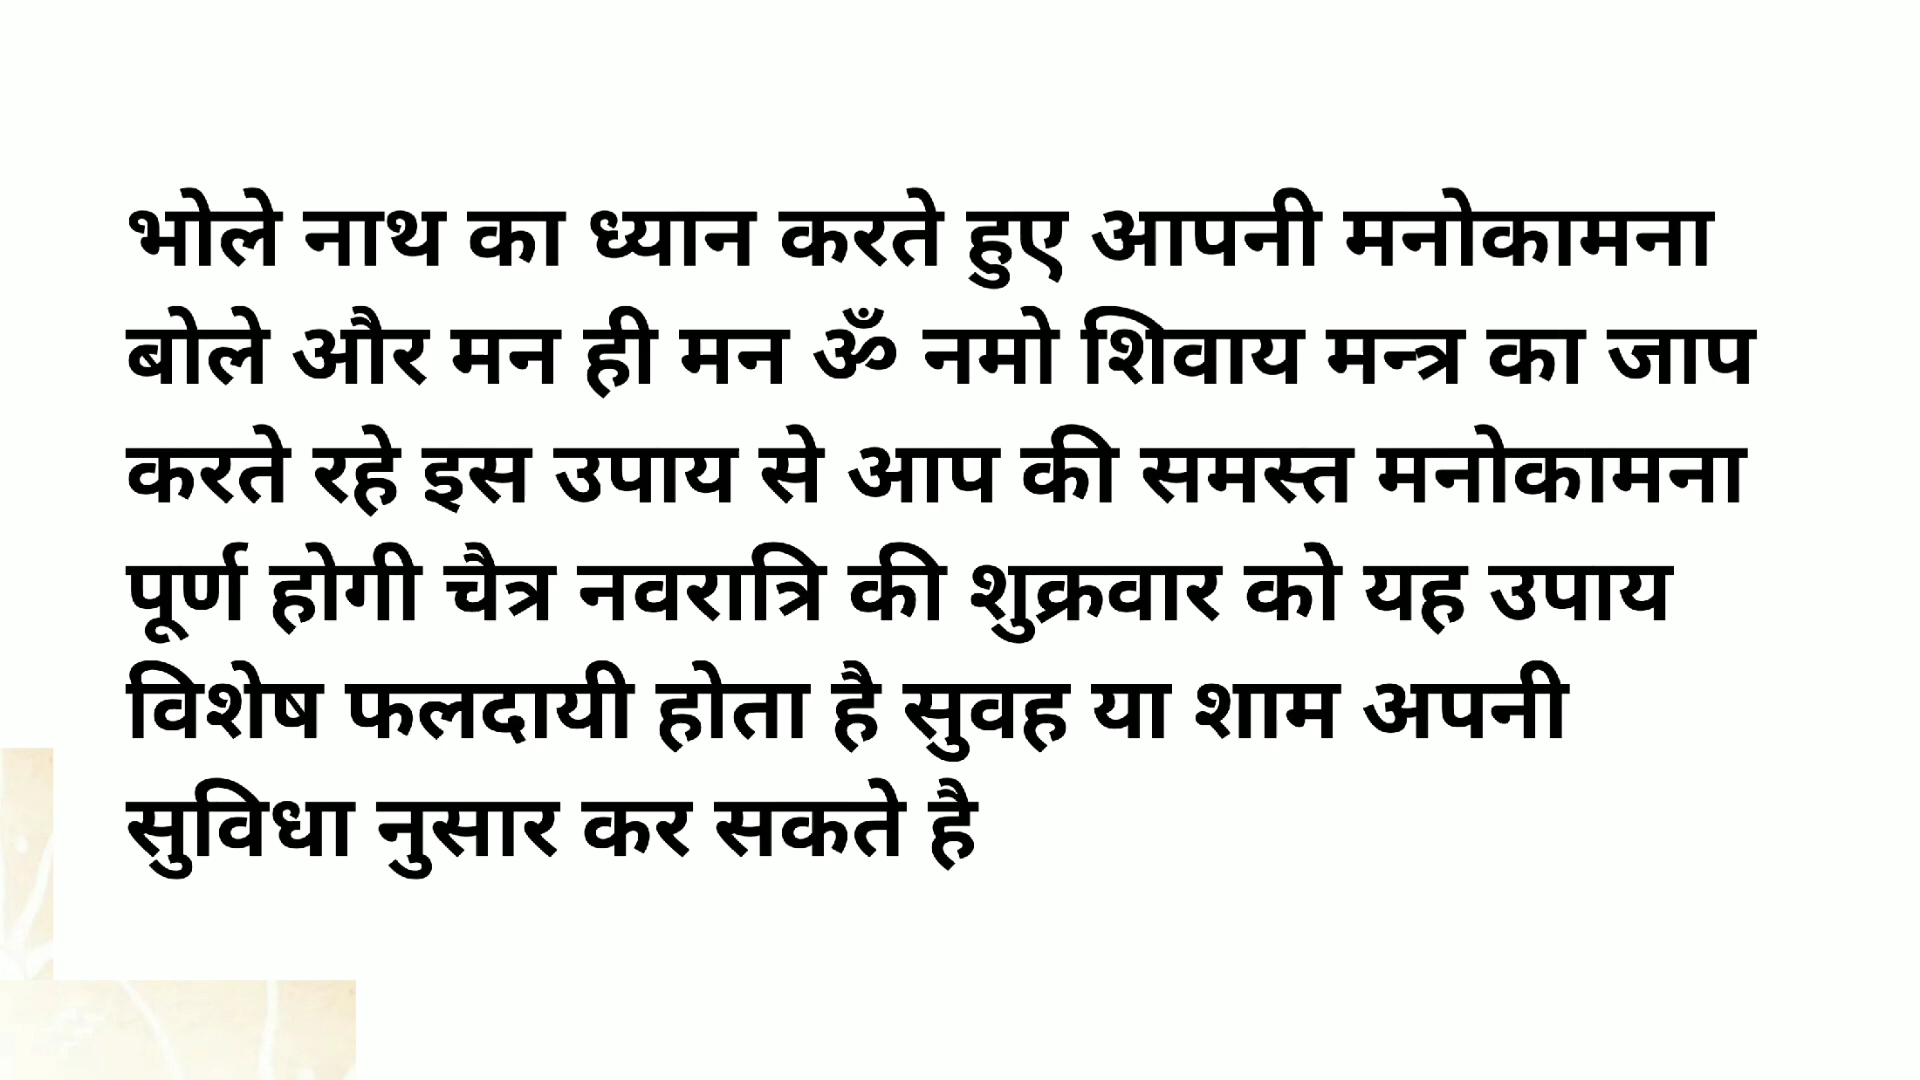 भोले नाथ का ध्यान करते हुए आपनी मनोकामना
बोले और मन ही मन ॐ नमो शिवाय मन्त्र का जाप
करते रहे इस उपाय से आप की समस्त मनोकामना
पूर्ण होगी चैत्र नवरात्रि की शुक्रवार को यह उपाय
विशेष फलदायी होता है सुवह या शाम अपनी
सुविधा नुसार कर सकते है